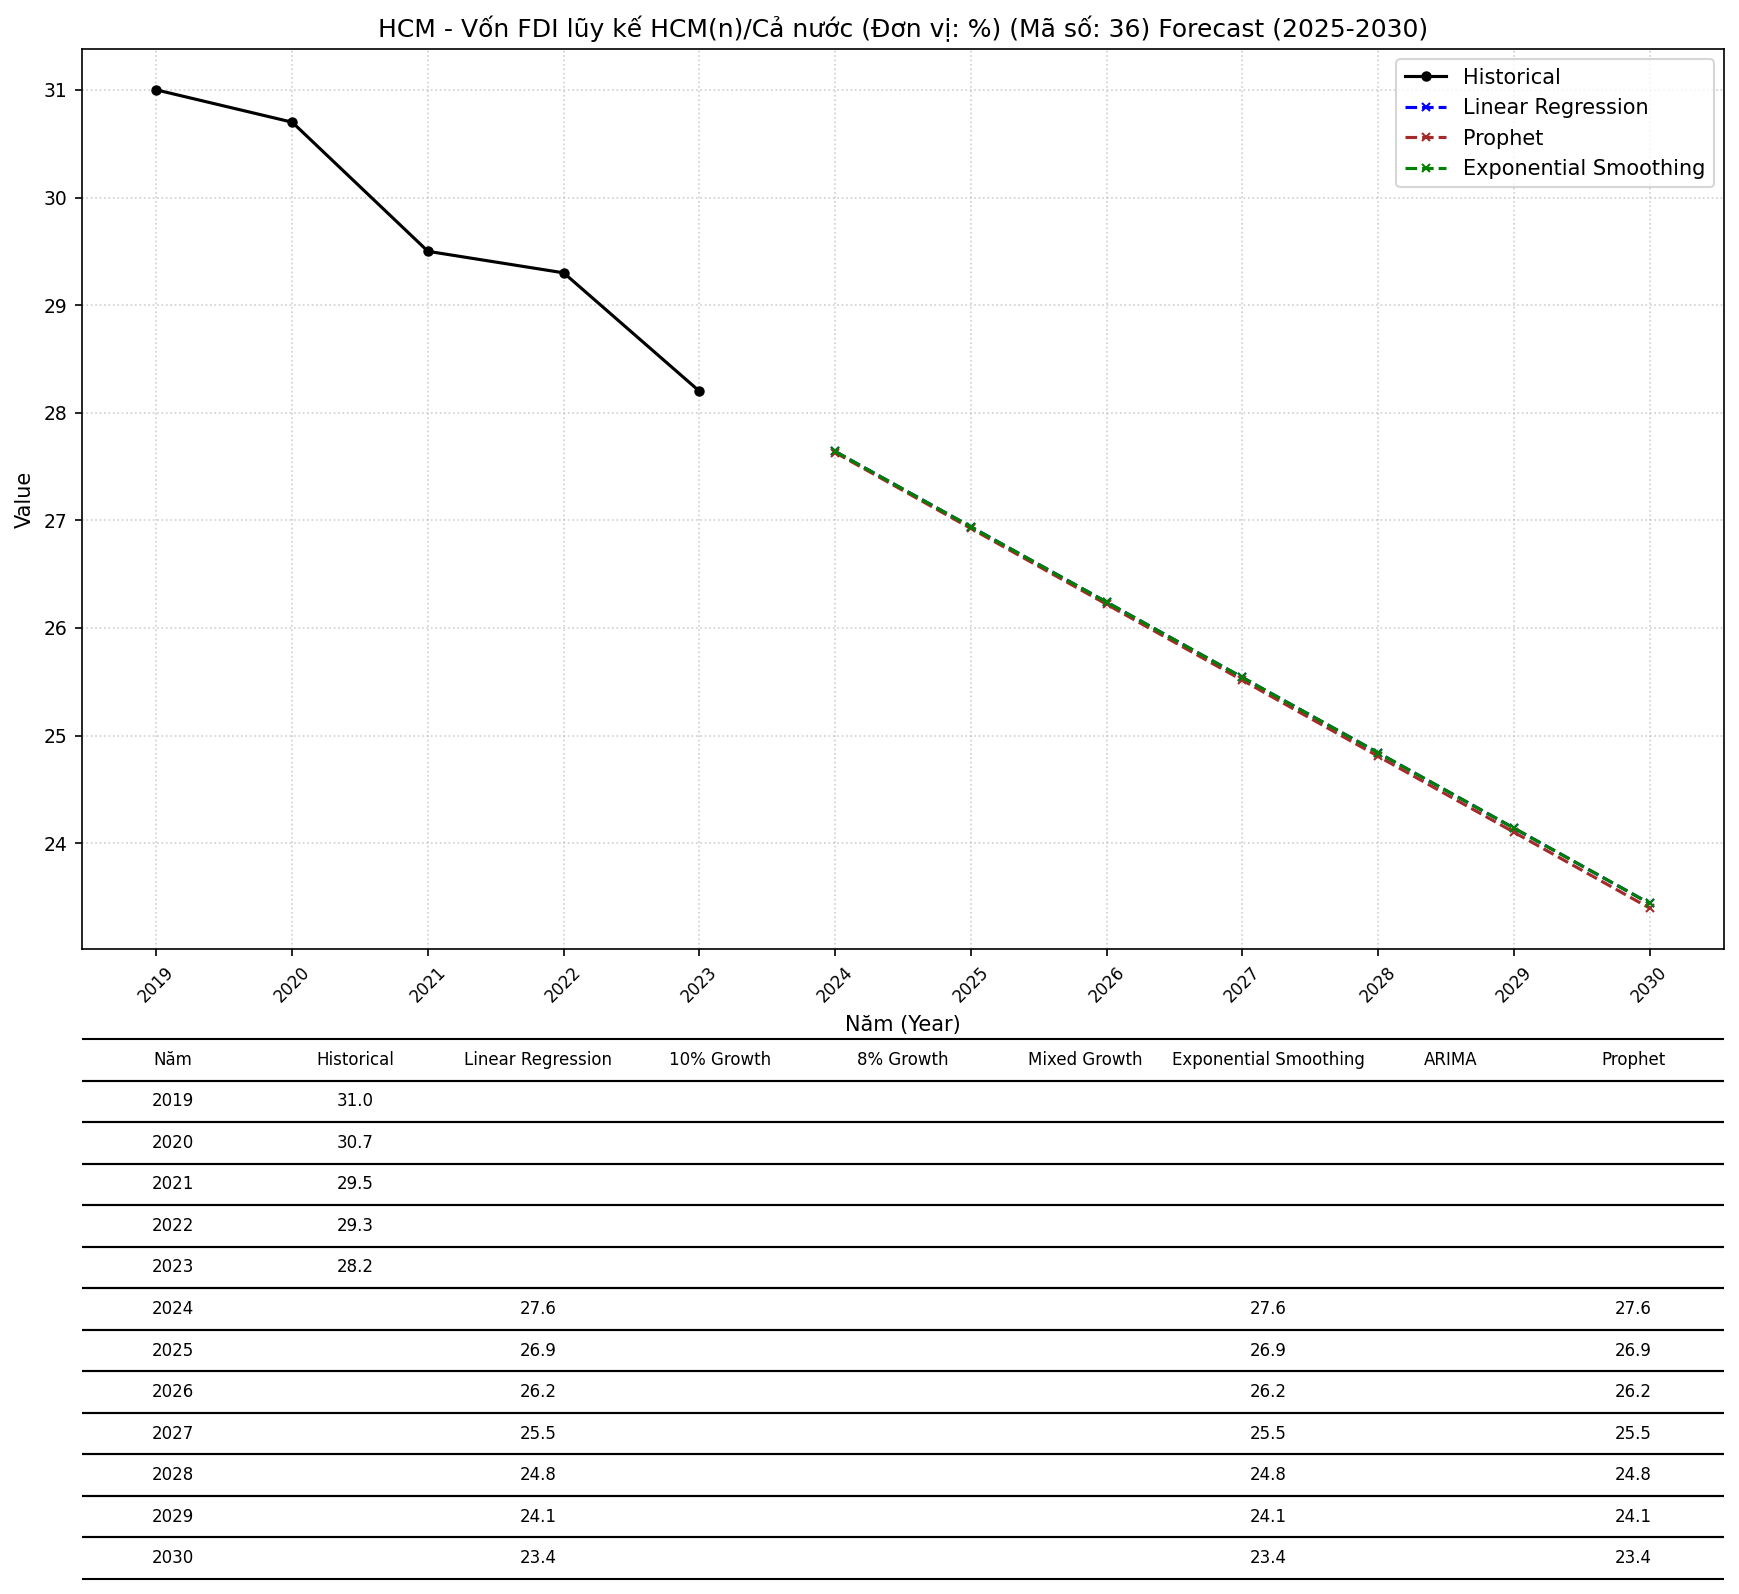 HCM - Vốn FDI lũy kế HCM(n)/Cả nước (Đơn vị: %) (Mã số: 36) Forecast (2025-2030)
Historical
Linear Regression
Prophet
Exponential Smoothing
Value
31
30
29
28
27
26
25
24
2019 2020 2021 2022 2023 2024 2025 2026 2027 2028 2029 2030
Năm (Year)
Năm Historical Linear Regression 10% Growth 8% Growth Mixed Growth Exponential Smoothing ARIMA Prophet
2019 31.0
2020 30.7
2021 29.5
2022 29.3
2023 28.2
2024 27.6 27.6 27.6
2025 26.9 26.9 26.9
2026 26.2 26.2 26.2
2027 25.5 25.5 25.5
2028 24.8 24.8 24.8
2029 24.1 24.1 24.1
2030 23.4 23.4 23.4